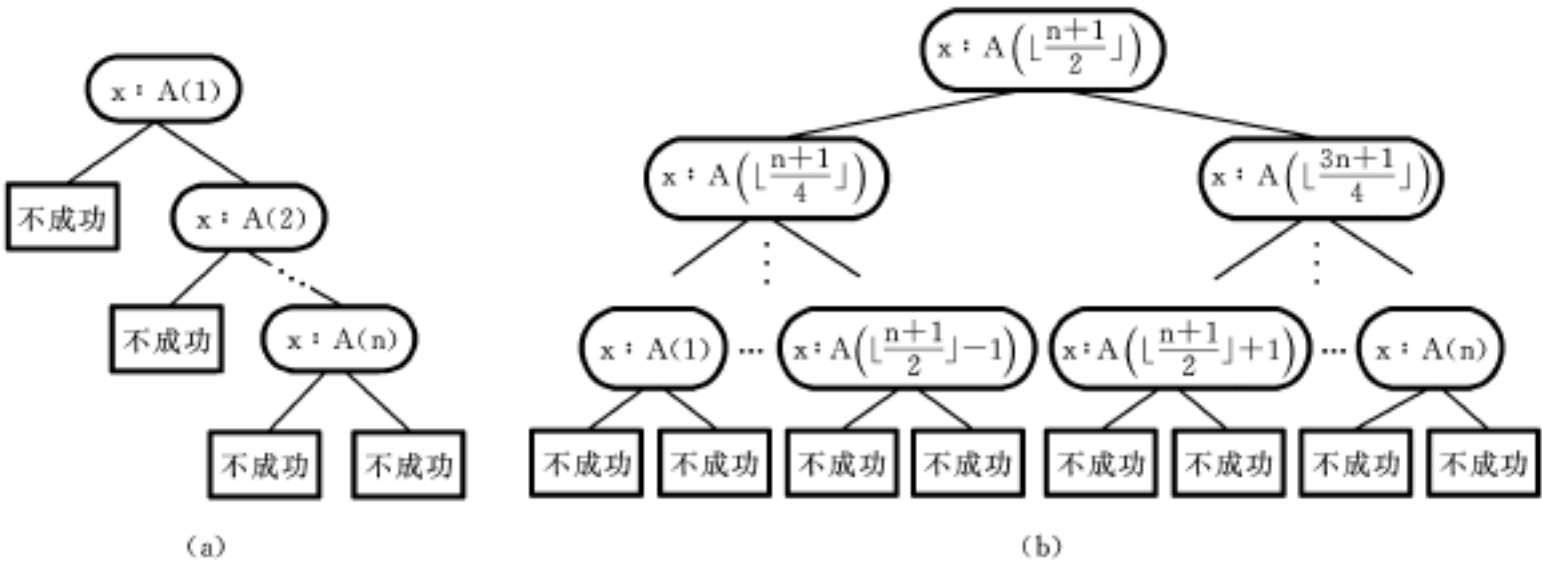 x：A(1)
不成功
x：A(2)
不成功
⋱
x：A(n)
不成功 不成功
(a)
x：A(⌊(n+1)/2⌋)
x：A(⌊(n+1)/4⌋) x：A(⌊(3n+1)/4⌋)
⋮ ⋮
x：A(1) … x：A(⌊(n+1)/2⌋−1) x：A(⌊(n+1)/2⌋+1) … x：A(n)
不成功 不成功 不成功 不成功 不成功 不成功 不成功 不成功
(b)